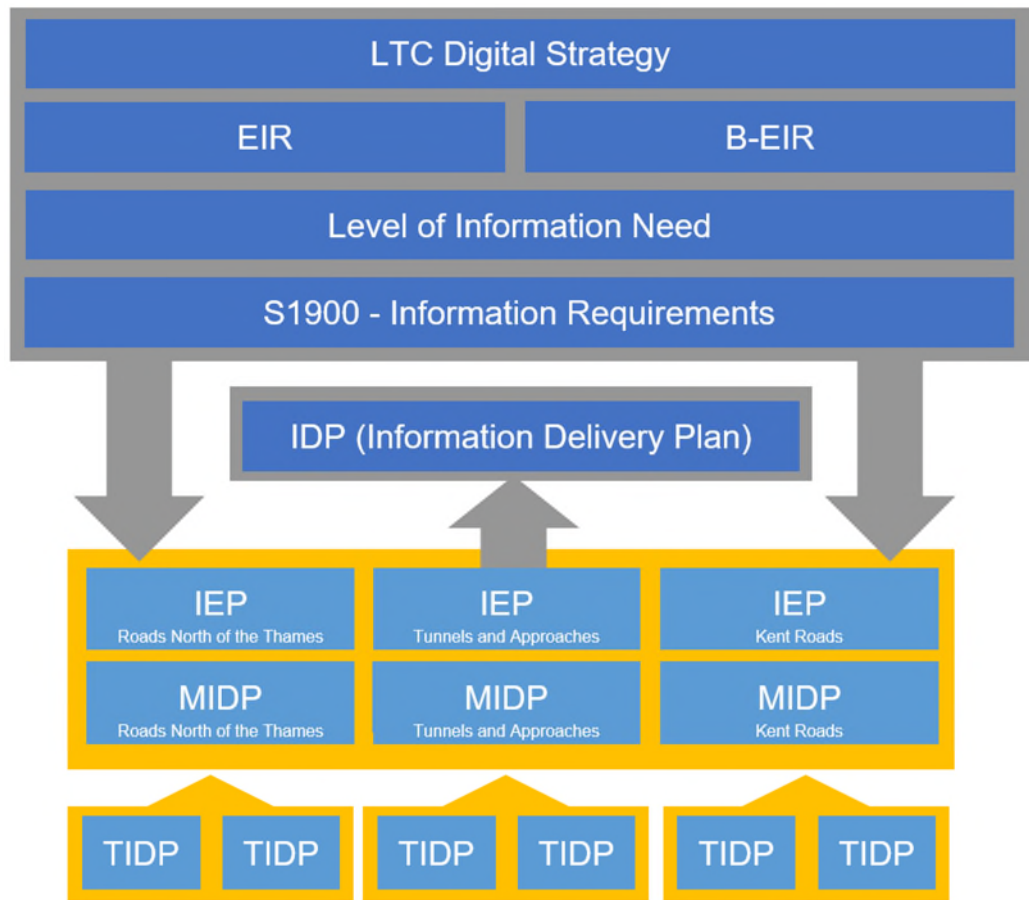 LTC Digital Strategy
EIR
B-EIR
Level of Information Need
S1900 - Information Requirements
IDP (Information Delivery Plan)
IEP
Roads North of the Thames
IEP
Tunnels and Approaches
IEP
Kent Roads
MIDP
Roads North of the Thames
MIDP
Tunnels and Approaches
MIDP
Kent Roads
TIDP
TIDP
TIDP
TIDP
TIDP
TIDP